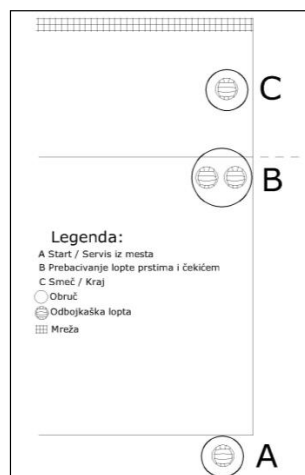 C
B
Legenda:
A Start / Servis iz mesta
B Prebacivanje lopte prstima i čekićem
C Smeč / Kraj
Obruč
Odbojkaška lopta
Mreža
A